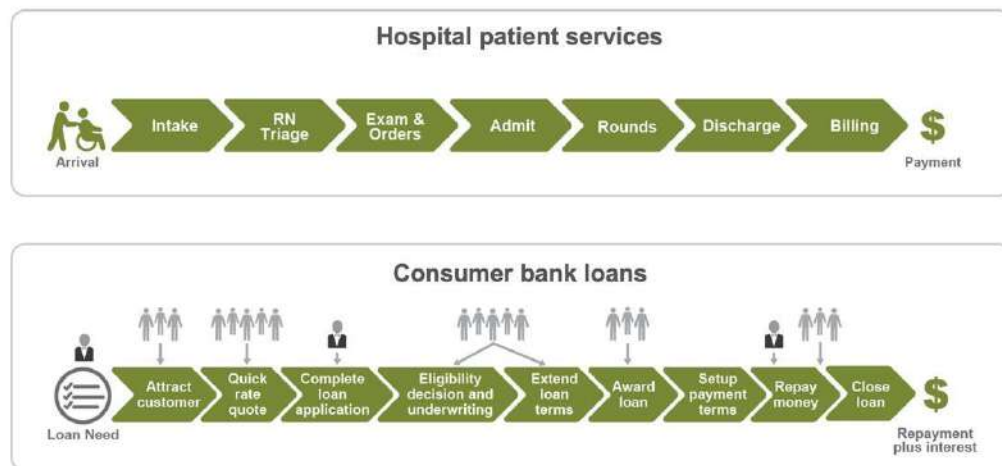 Hospital patient services
Arrival
Intake
RN
Triage
Exam &
Orders
Admit
Rounds
Discharge
Billing
$
Payment
Consumer bank loans
Loan Need
Attract
customer
Quick
rate
quote
Complete
loan
application
Eligibility
decision and
underwriting
Extend
loan
terms
Award
loan
Setup
payment
terms
Repay
money
Close
loan
$
Repayment
plus interest